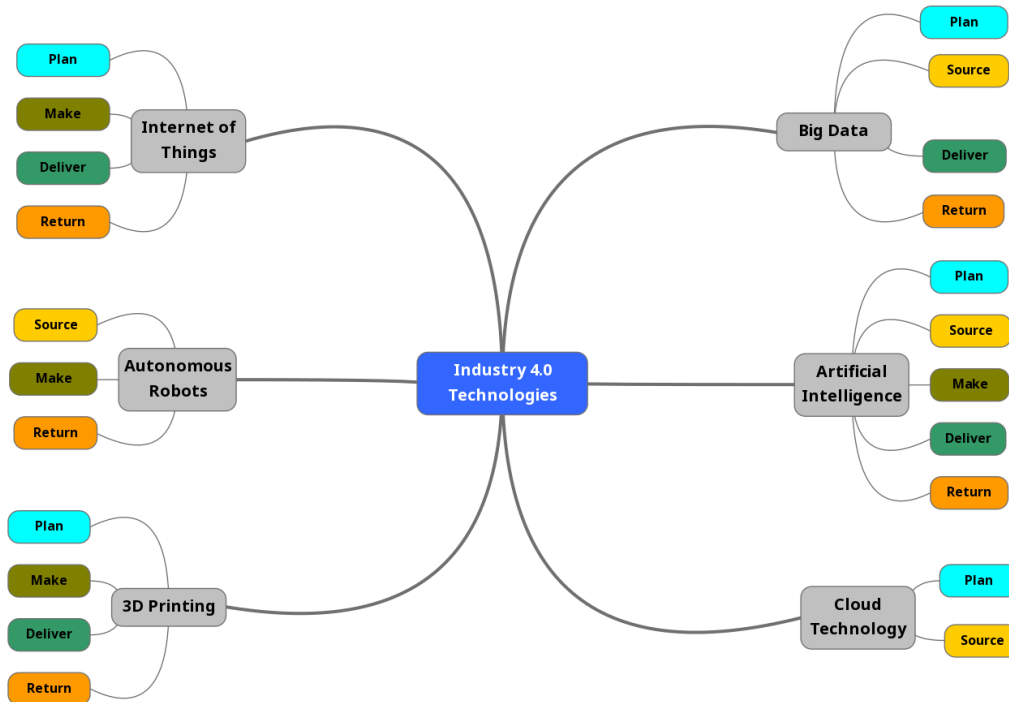 Industry 4.0
Technologies
Internet of
Things
Plan
Make
Deliver
Return
Autonomous
Robots
Source
Make
Return
3D Printing
Plan
Make
Deliver
Return
Big Data
Plan
Source
Deliver
Return
Artificial
Intelligence
Plan
Source
Make
Deliver
Return
Cloud
Technology
Plan
Source